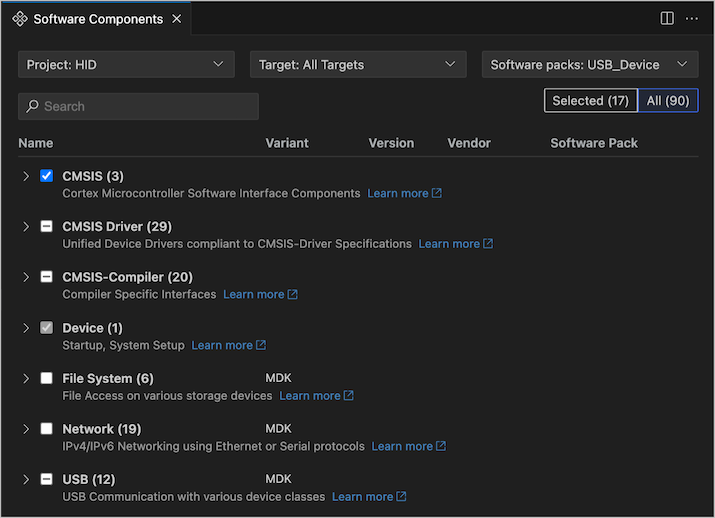 Software Components
Project: HID
Target: All Targets
Software packs: USB_Device
Search
Selected (17)
All (90)
Name Variant Version Vendor Software Pack
CMSIS (3)
Cortex Microcontroller Software Interface Components Learn more
CMSIS Driver (29)
Unified Device Drivers compliant to CMSIS-Driver Specifications Learn more
CMSIS-Compiler (20)
Compiler Specific Interfaces Learn more
Device (1)
Startup, System Setup Learn more
File System (6) MDK
File Access on various storage devices Learn more
Network (19) MDK
IPv4/IPv6 Networking using Ethernet or Serial protocols Learn more
USB (12) MDK
USB Communication with various device classes Learn more